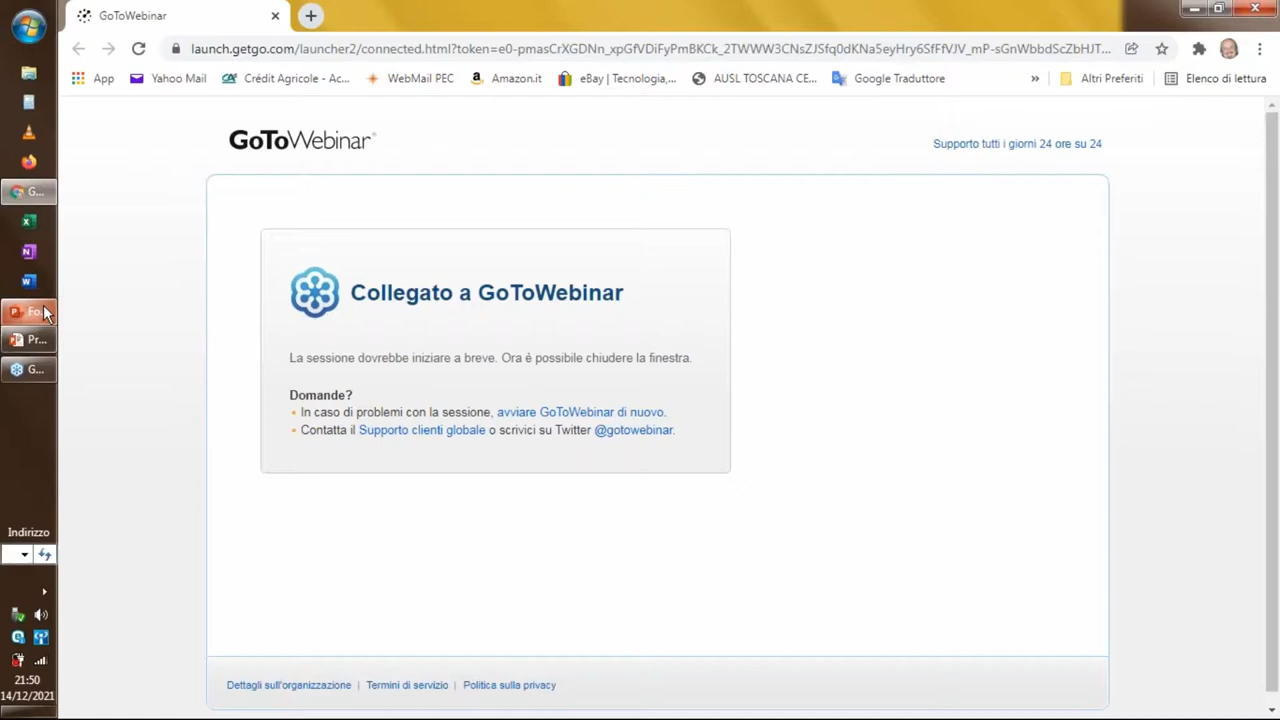 GoToWebinar
launch.getgo.com/launcher2/connected.html?token=e0-pmasCrXGDNn_xpGfVDiFyPmBKCk_2TWWW3CNsZJSfq0dKNa5eyHry6SfFfVJV_mP-sGnWbbdScZbHJT...
App
Yahoo Mail
Crédit Agricole - Ac...
WebMail PEC
Amazon.it
eBay | Tecnologia,...
AUSL TOSCANA CE...
Google Traduttore
»
Altri Preferiti
Elenco di lettura
GoToWebinar
Supporto tutti i giorni 24 ore su 24
Collegato a GoToWebinar
La sessione dovrebbe iniziare a breve. Ora è possibile chiudere la finestra.
Domande?
• In caso di problemi con la sessione, avviare GoToWebinar di nuovo.
• Contatta il Supporto clienti globale o scrivici su Twitter @gotowebinar.
Dettagli sull'organizzazione | Termini di servizio | Politica sulla privacy
G...
Fo...
Pr...
G...
Indirizzo
21:50
14/12/2021